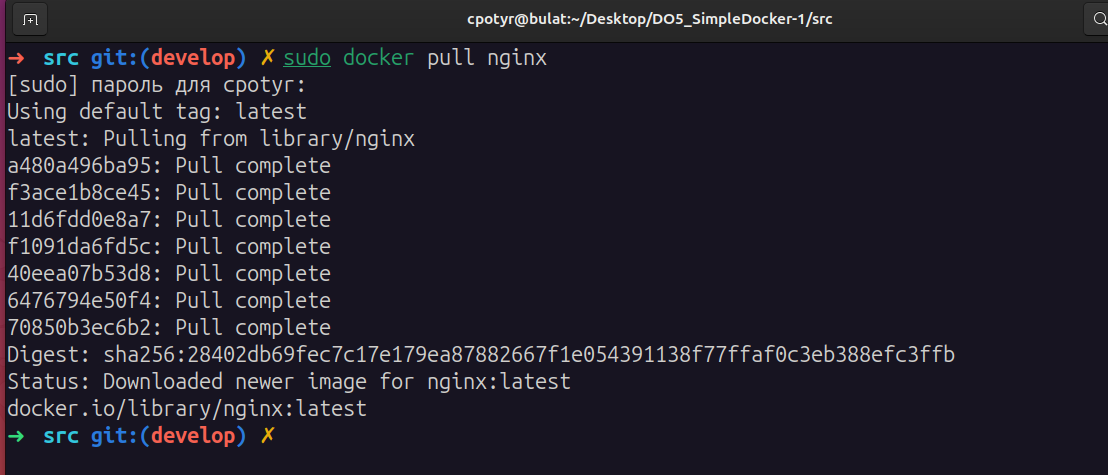 cpotyr@bulat:~/Desktop/DO5_SimpleDocker-1/src
➜ src git:(develop) ✗ sudo docker pull nginx
[sudo] пароль для cpotyr:
Using default tag: latest
latest: Pulling from library/nginx
a480a496ba95: Pull complete
f3ace1b8ce45: Pull complete
11d6fdd0e8a7: Pull complete
f1091da6fd5c: Pull complete
40eea07b53d8: Pull complete
6476794e50f4: Pull complete
70850b3ec6b2: Pull complete
Digest: sha256:28402db69fec7c17e179ea87882667f1e054391138f77ffaf0c3eb388efc3ffb
Status: Downloaded newer image for nginx:latest
docker.io/library/nginx:latest
➜ src git:(develop) ✗